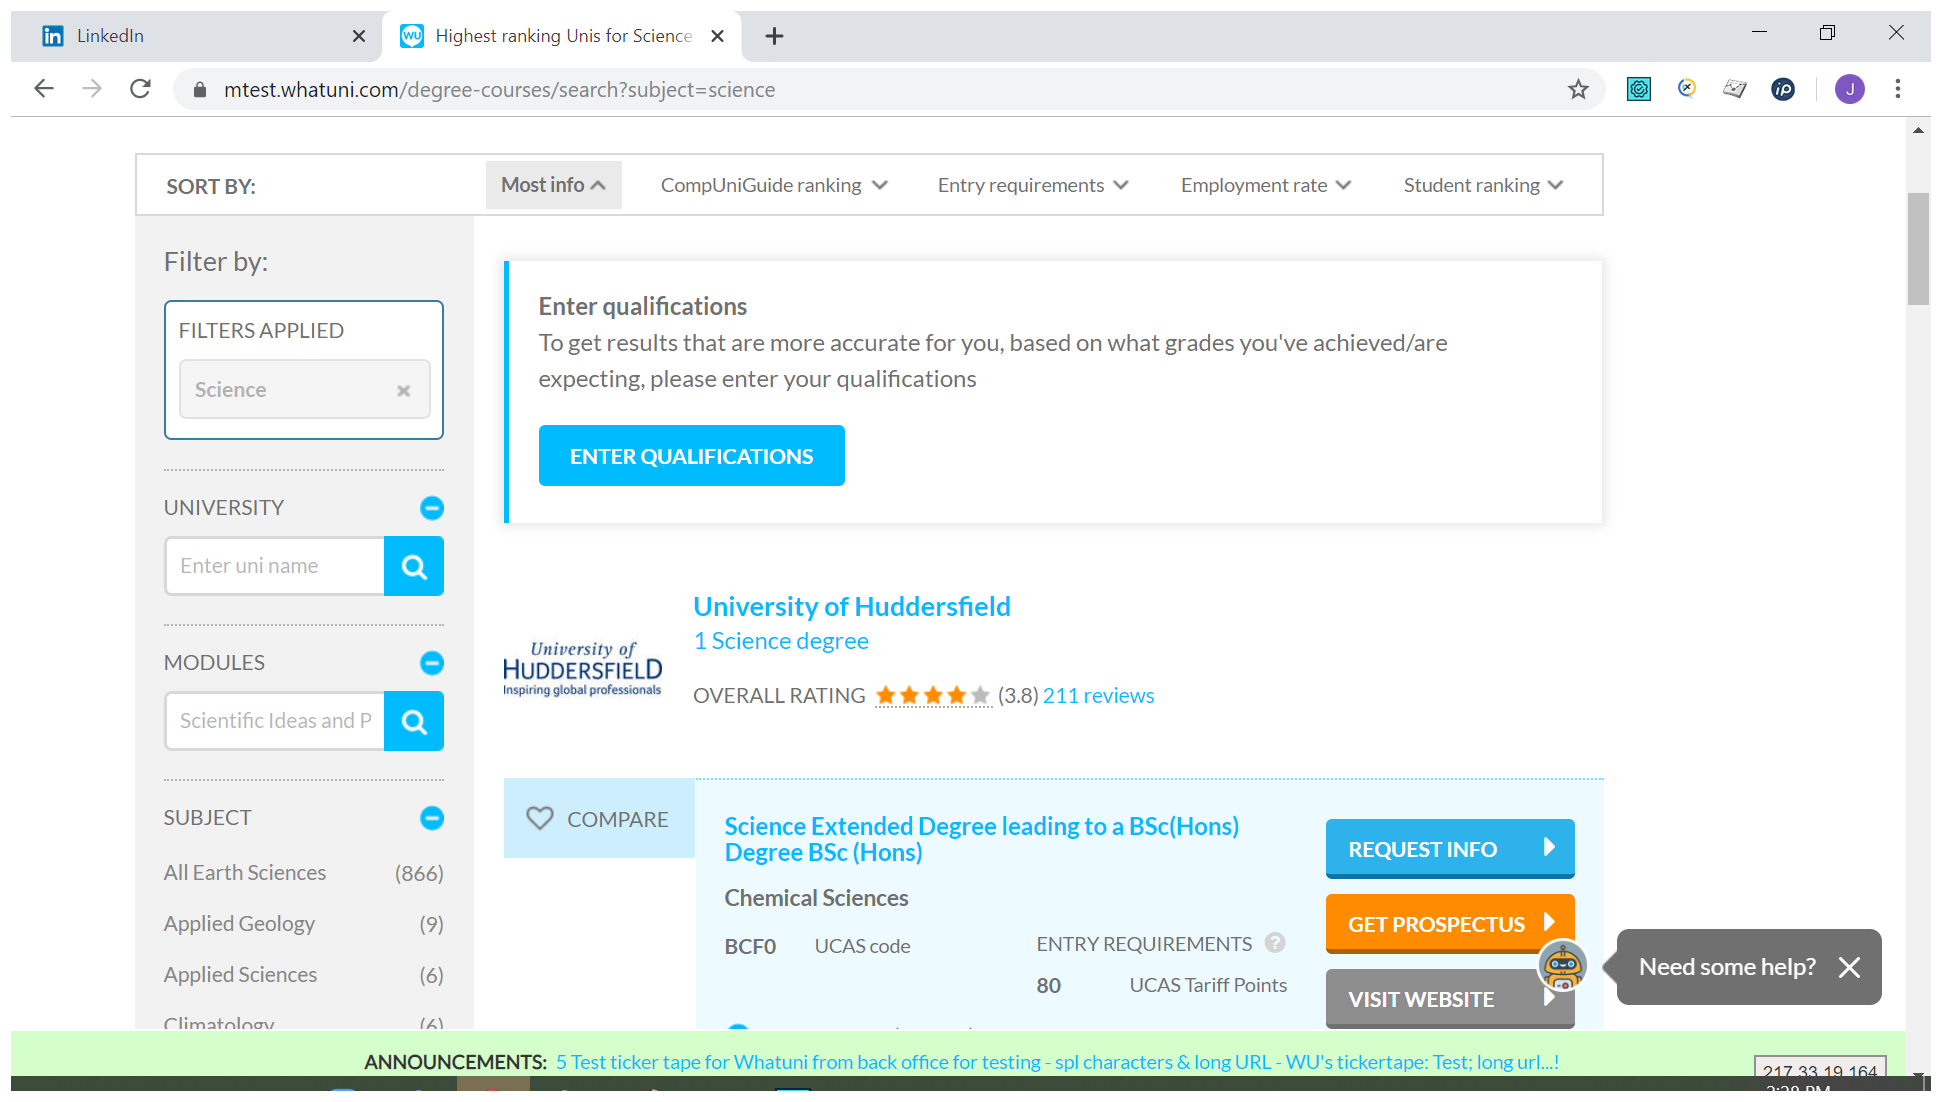 LinkedIn
Highest ranking Unis for Science
mtest.whatuni.com/degree-courses/search?subject=science
J
SORT BY:
Most info
CompUniGuide ranking
Entry requirements
Employment rate
Student ranking
Filter by:
FILTERS APPLIED
Science
UNIVERSITY
Enter uni name
MODULES
Scientific Ideas and P
SUBJECT
All Earth Sciences (866)
Applied Geology (9)
Applied Sciences (6)
Climatology (6)
Enter qualifications
To get results that are more accurate for you, based on what grades you've achieved/are
expecting, please enter your qualifications
ENTER QUALIFICATIONS
University of
HUDDERSFIELD
Inspiring global professionals
University of Huddersfield
1 Science degree
OVERALL RATING (3.8) 211 reviews
COMPARE
Science Extended Degree leading to a BSc(Hons)
Degree BSc (Hons)
Chemical Sciences
BCF0 UCAS code
ENTRY REQUIREMENTS ?
80 UCAS Tariff Points
REQUEST INFO
GET PROSPECTUS
VISIT WEBSITE
Need some help?
ANNOUNCEMENTS: 5 Test ticker tape for Whatuni from back office for testing - spl characters & long URL - WU's tickertape: Test; long url...!
217.33.19.164